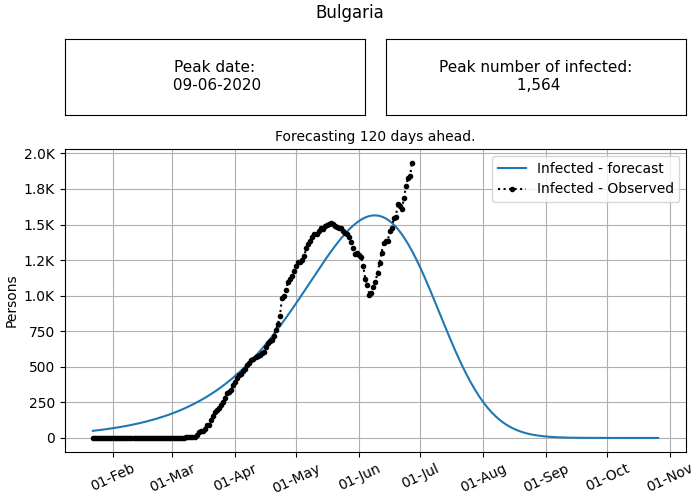 Bulgaria
Peak date:
09-06-2020
Peak number of infected:
1,564
Forecasting 120 days ahead.
2.0K
1.8K
1.5K
1.2K
1.0K
750
500
250
0
Persons
Infected - forecast
Infected - Observed
01-Feb
01-Mar
01-Apr
01-May
01-Jun
01-Jul
01-Aug
01-Sep
01-Oct
01-Nov